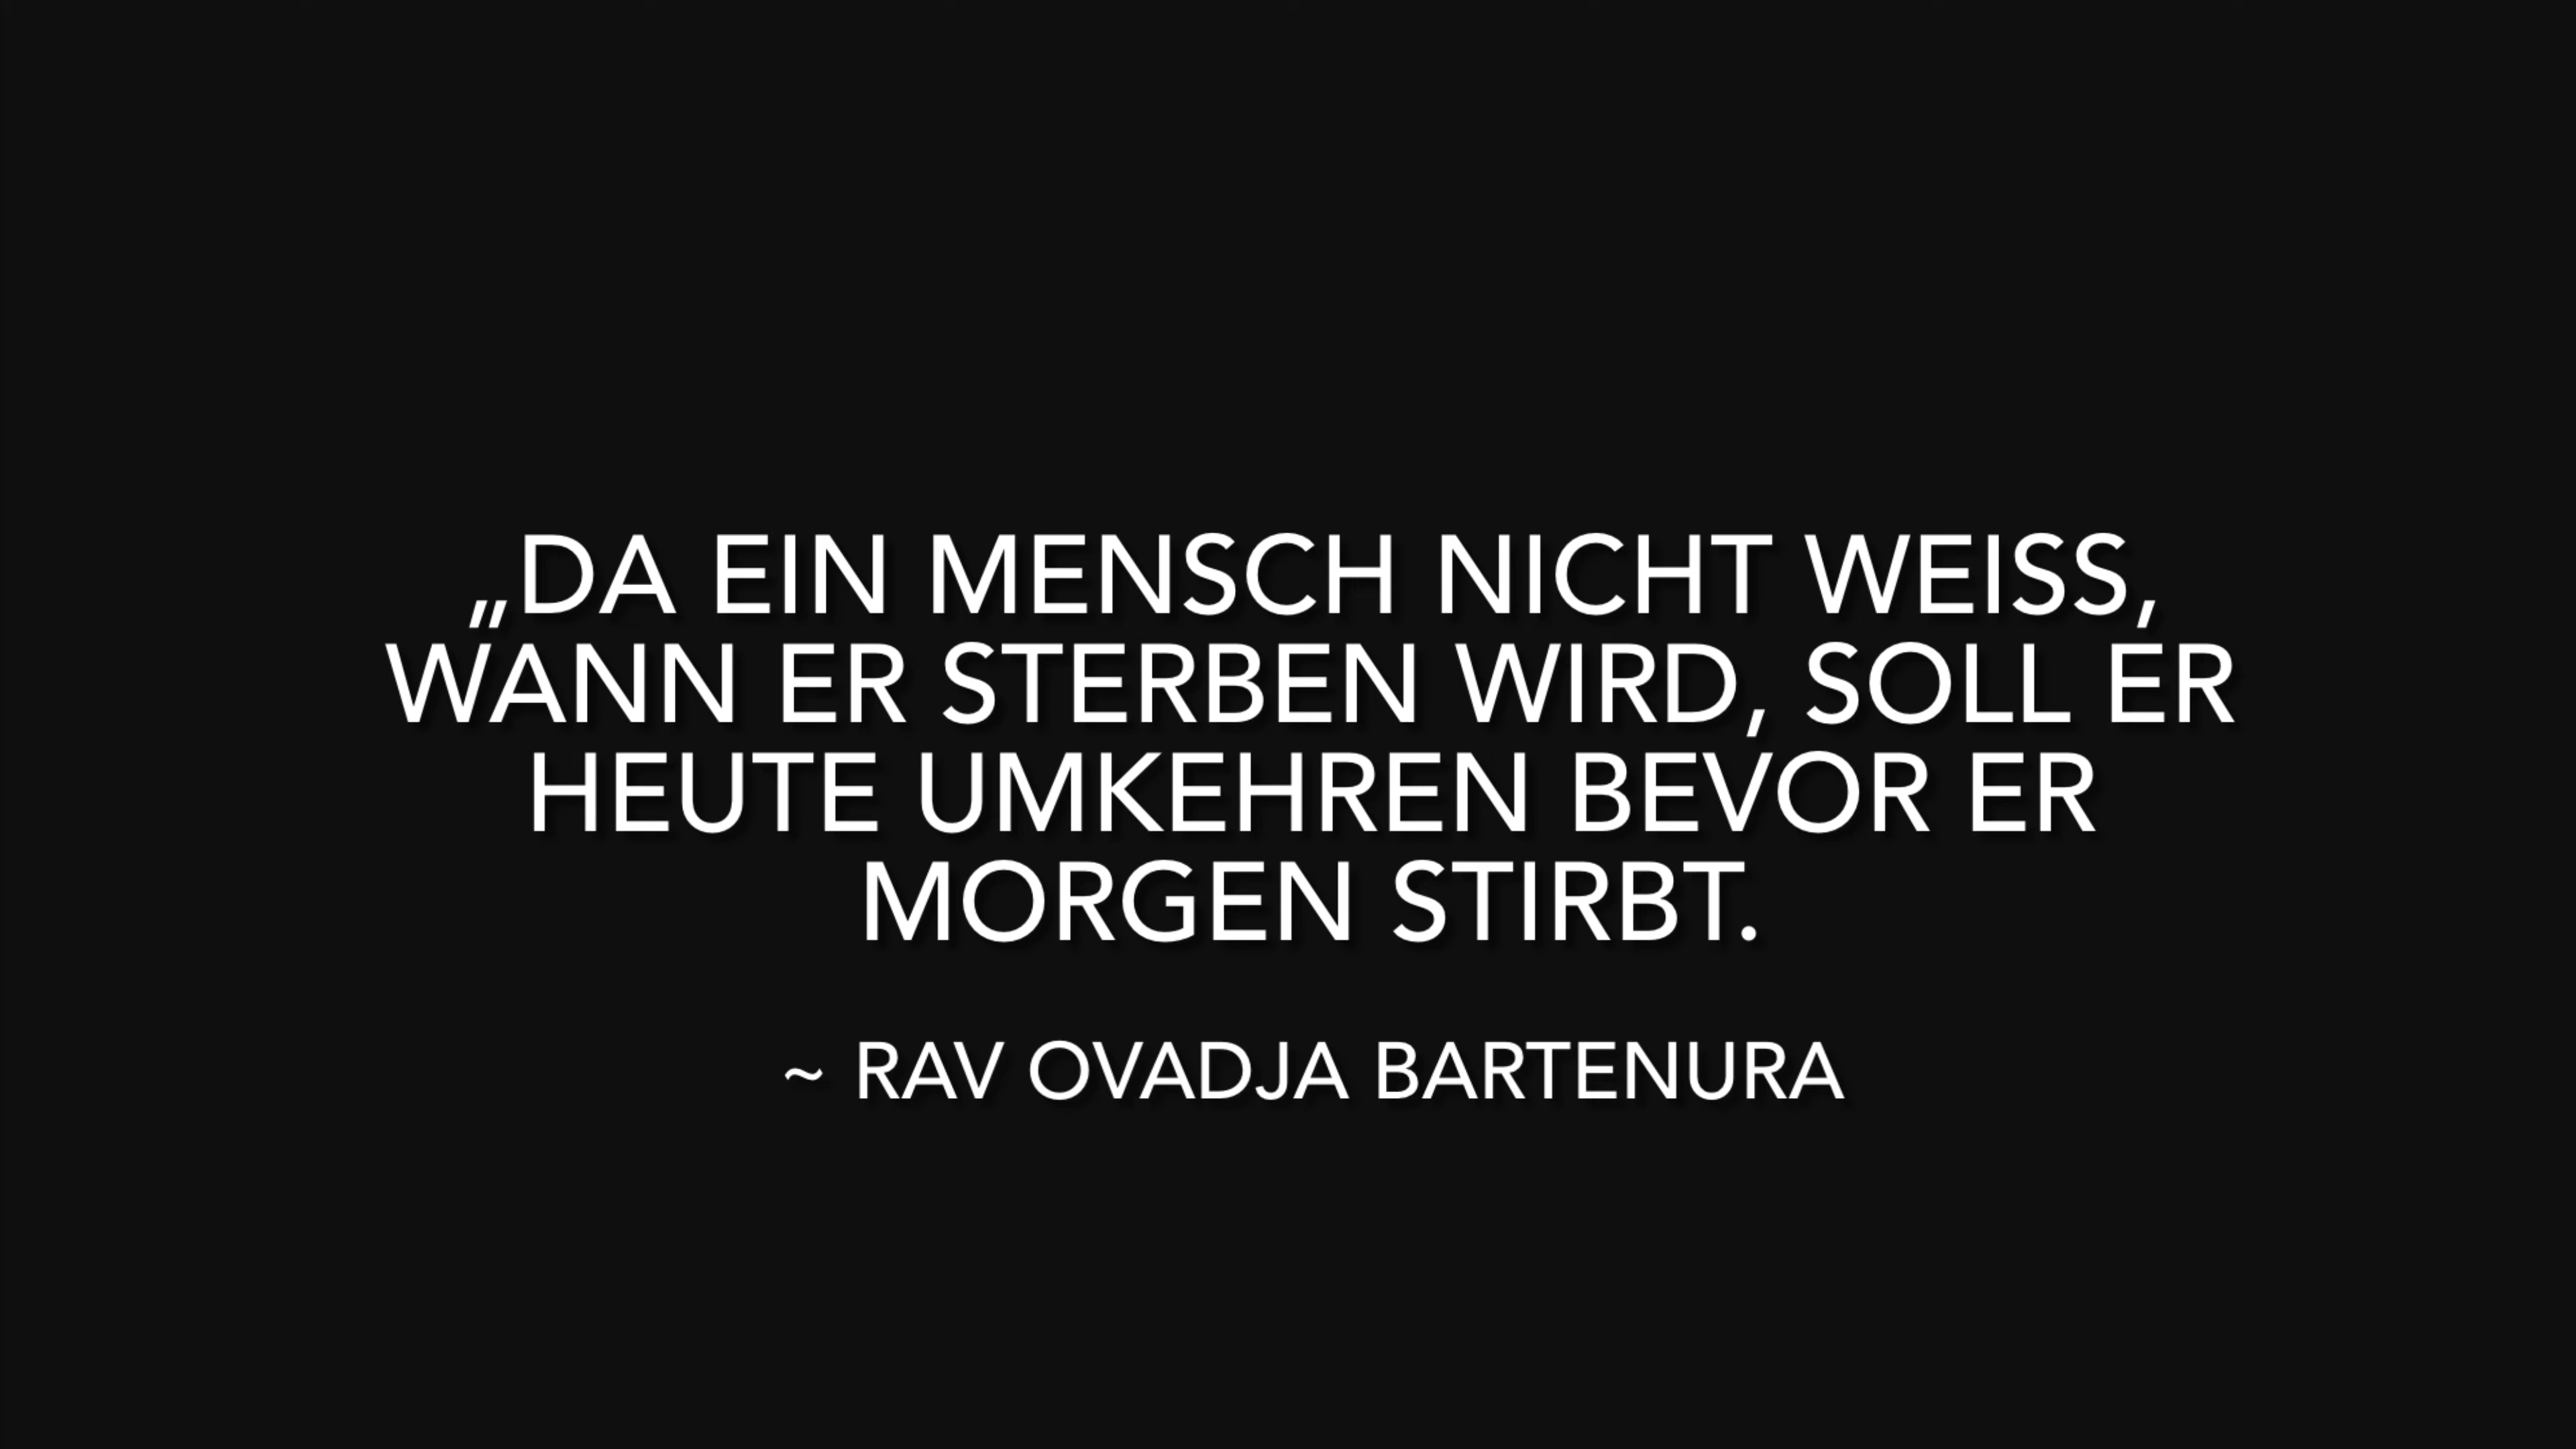 „DA EIN MENSCH NICHT WEISS,
WANN ER STERBEN WIRD, SOLL ER
HEUTE UMKEHREN BEVOR ER
MORGEN STIRBT.
~ RAV OVADJA BARTENURA